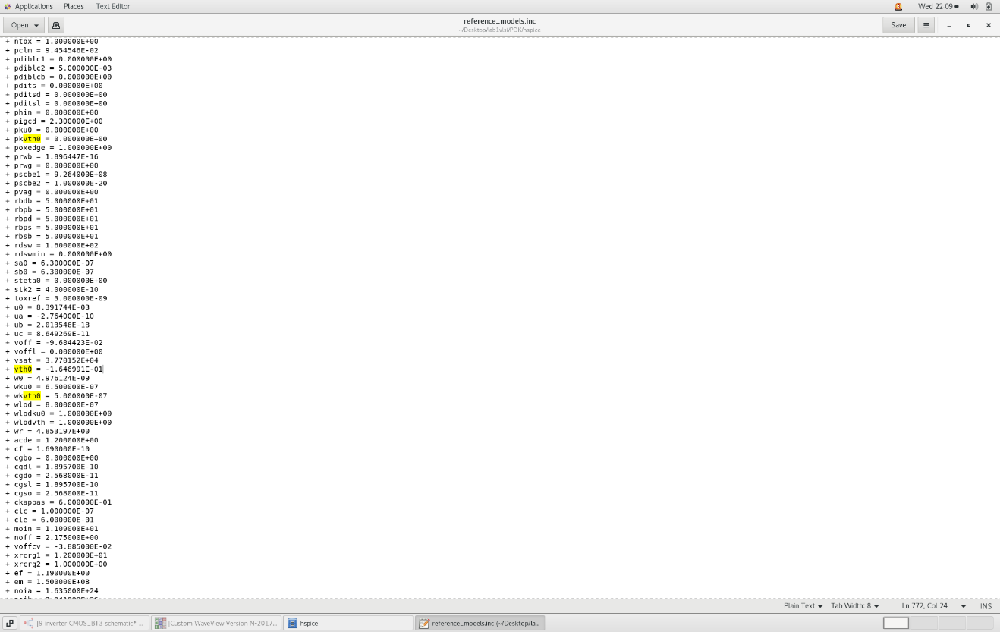 Applications Places Text Editor Wed 22:09
Open reference_models.inc Save
~/Desktop/lab1vlsi/PDK/hspice
+ ntox = 1.000000E+00
+ pclm = 9.454546E-02
+ pdiblc1 = 0.000000E+00
+ pdiblc2 = 5.000000E-03
+ pdiblcb = 0.000000E+00
+ pdits = 0.000000E+00
+ pditsd = 0.000000E+00
+ pditsl = 0.000000E+00
+ phin = 0.000000E+00
+ pigcd = 2.300000E+00
+ pku0 = 0.000000E+00
+ pkvth0 = 0.000000E+00
+ poxedge = 1.000000E+00
+ prwb = 1.896447E-16
+ prwg = 0.000000E+00
+ pscbe1 = 9.264000E+08
+ pscbe2 = 1.000000E-20
+ pvag = 0.000000E+00
+ rbdb = 5.000000E+01
+ rbpb = 5.000000E+01
+ rbpd = 5.000000E+01
+ rbps = 5.000000E+01
+ rbsb = 5.000000E+01
+ rdsw = 1.600000E+02
+ rdswmin = 0.000000E+00
+ sa0 = 6.300000E-07
+ sb0 = 6.300000E-07
+ steta0 = 0.000000E+00
+ stk2 = 4.000000E-10
+ toxref = 3.000000E-09
+ u0 = 8.391744E-03
+ ua = -2.764000E-10
+ ub = 2.013546E-18
+ uc = 8.649269E-11
+ voff = -9.684423E-02
+ voffl = 0.000000E+00
+ vsat = 3.770152E+04
+ vth0 = -1.646991E-01
+ w0 = 4.976124E-09
+ wku0 = 6.500000E-07
+ wkvth0 = 5.000000E-07
+ wlod = 8.000000E-07
+ wlodku0 = 1.000000E+00
+ wlodvth = 1.000000E+00
+ wr = 4.853197E+00
+ acde = 1.200000E+00
+ cf = 1.690000E-10
+ cgbo = 0.000000E+00
+ cgdl = 1.895700E-10
+ cgdo = 2.568000E-11
+ cgsl = 1.895700E-10
+ cgso = 2.568000E-11
+ ckappas = 6.000000E-01
+ clc = 1.000000E-07
+ cle = 6.000000E-01
+ moin = 1.109000E+01
+ noff = 2.175000E+00
+ voffcv = -3.885000E-02
+ xrcrg1 = 1.200000E+01
+ xrcrg2 = 1.000000E+00
+ ef = 1.190000E+00
+ em = 1.500000E+08
+ noia = 1.635000E+24
Plain Text Tab Width: 8 Ln 772, Col 24 INS
[9 inverter CMOS_BT3 schematic* ... [Custom WaveView Version N-2017... hspice reference_models.inc (~/Desktop/la...